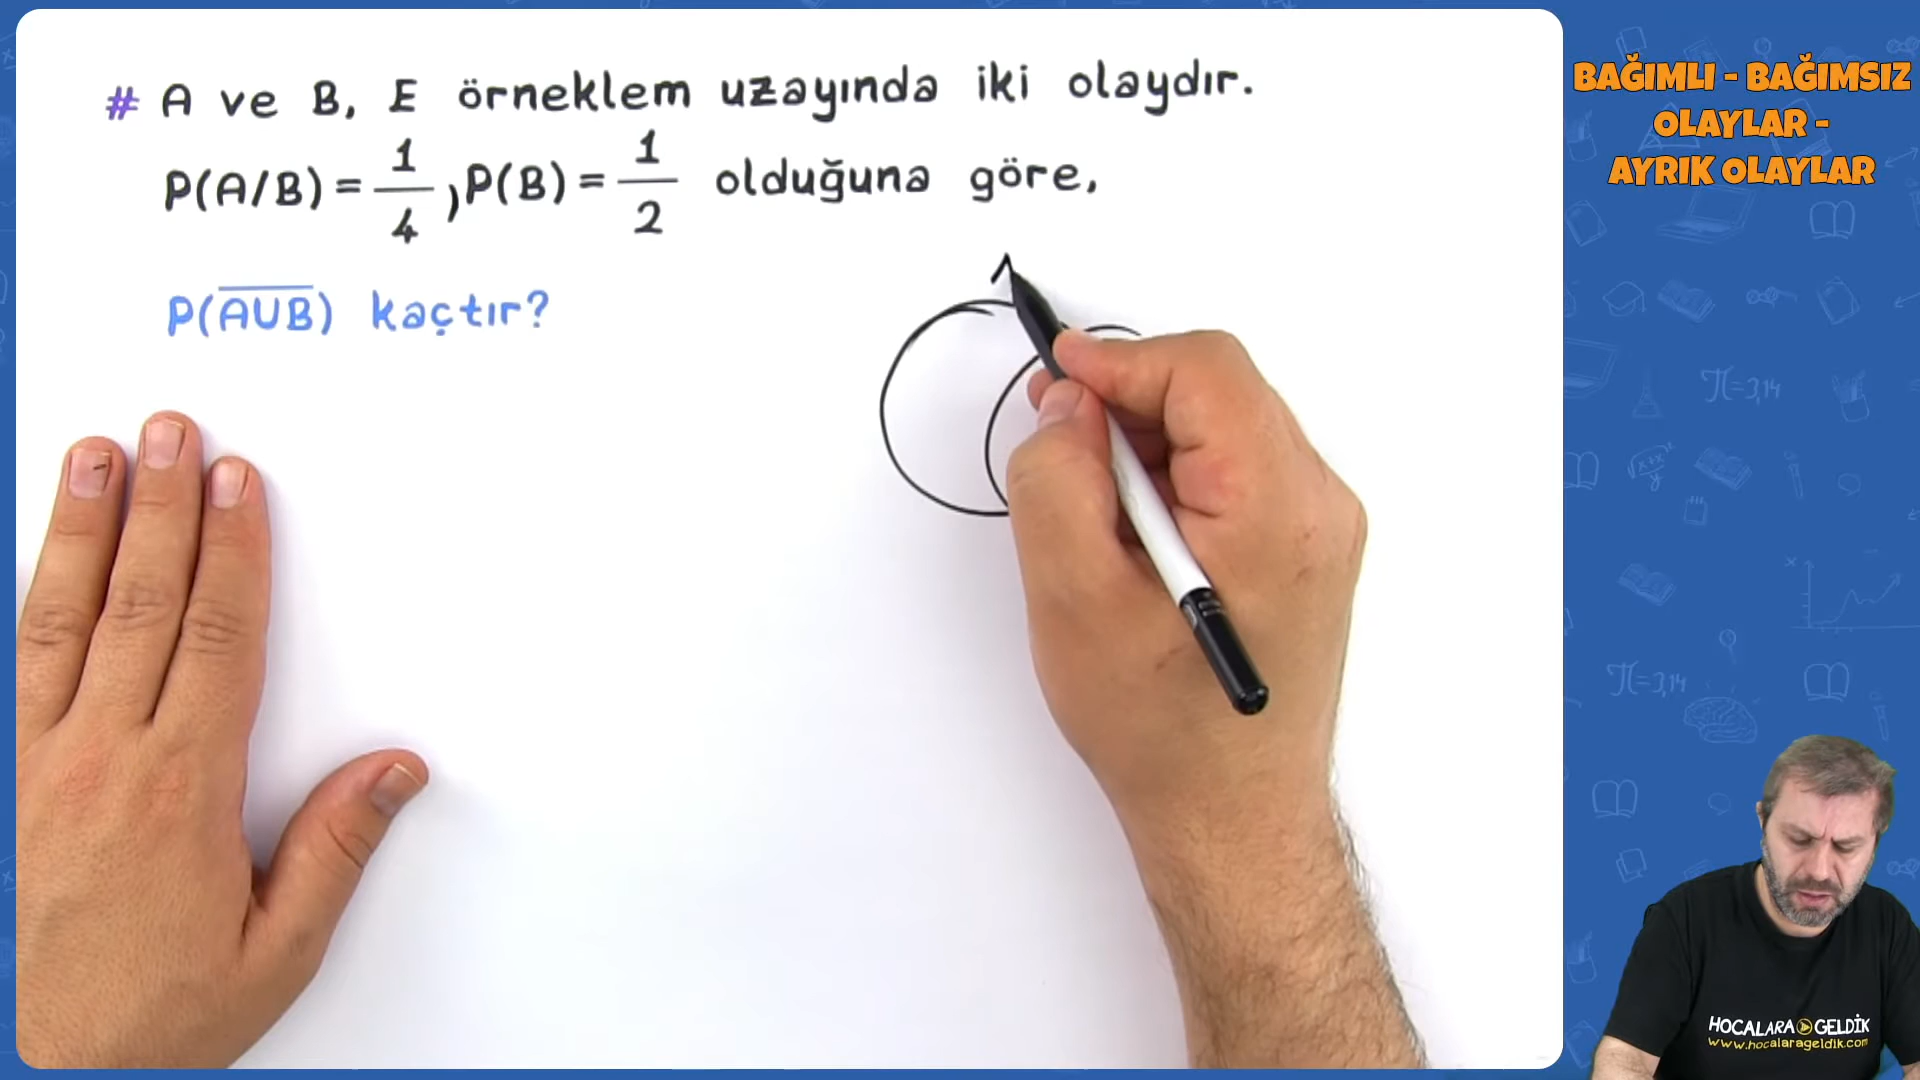 # A ve B, E örneklem uzayında iki olaydır.
P(A/B) = 1/4, P(B) = 1/2 olduğuna göre,
P(A̅U̅B̅) kaçtır?
A
BAĞIMLI - BAĞIMSIZ
OLAYLAR -
AYRIK OLAYLAR
π=3,14
π=3,14
HOCALARA GELDİK
www.hocalarageldik.com